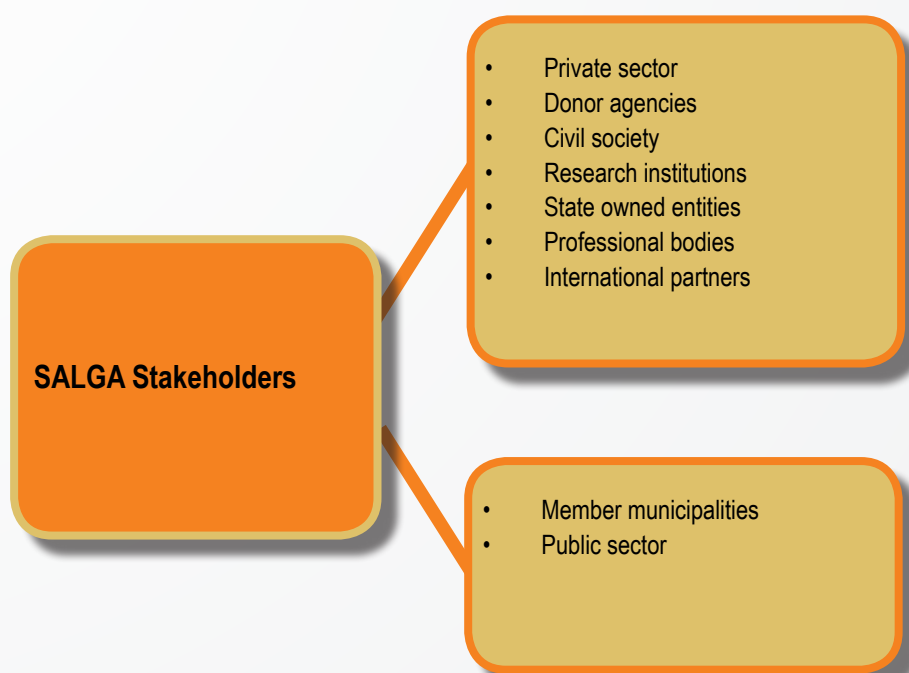 SALGA Stakeholders
• Private sector
• Donor agencies
• Civil society
• Research institutions
• State owned entities
• Professional bodies
• International partners
• Member municipalities
• Public sector